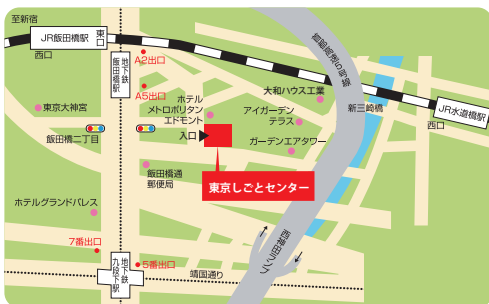 至新宿
JR飯田橋駅
東口
西口
地下鉄
飯田橋駅
A2出口
A5出口
首都高速5号線
大和ハウス工業
新三崎橋
JR水道橋駅
西口
東京大神宮
ホテル
メトロポリタン
エドモント
アイガーデン
テラス
ガーデンエアタワー
入口
飯田橋二丁目
飯田橋通
郵便局
東京しごとセンター
ホテルグランドパレス
西神田ランプ
7番出口
5番出口
地下鉄
九段下駅
靖国通り